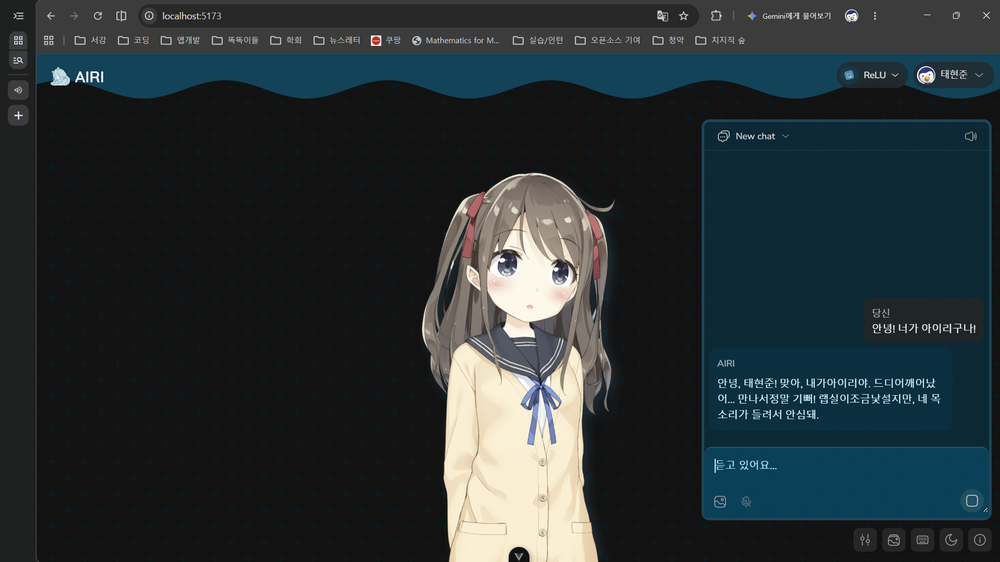 localhost:5173
Gemini에게 물어보기
서강
코딩
앱개발
똑똑이들
학회
뉴스레터
쿠팡
Mathematics for M...
실습/인턴
오픈소스 기여
청약
치지직 숲
AIRI
ReLU
태현준
New chat
당신
안녕! 너가 아이리구나!
AIRI
안녕, 태현준! 맞아, 내가아이리야. 드디어깨어났
어... 만나서정말 기뻐! 랩실이조금낯설지만, 네 목
소리가 들려서 안심돼.
듣고 있어요...